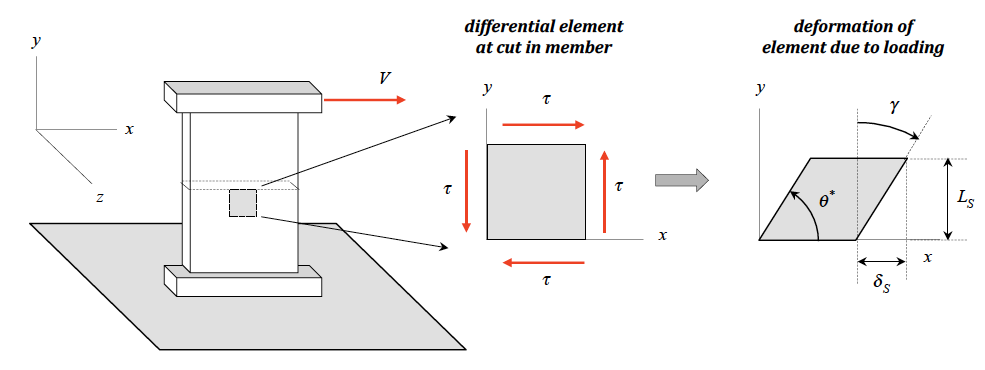 y
x
z
V
differential element
at cut in member
y
τ
τ
τ
x
τ
deformation of
element due to loading
y
γ
θ*
L_S
x
δ_S